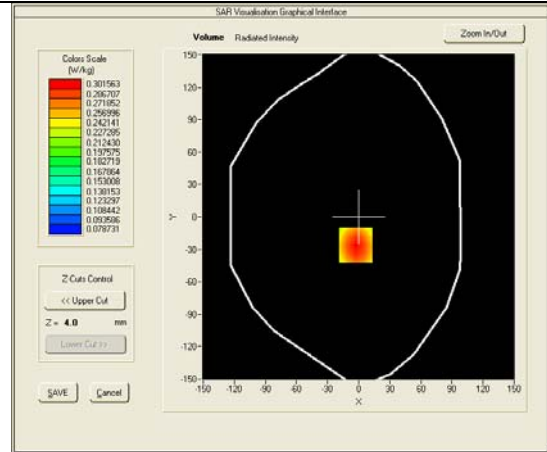 SAR Visualisation Graphical Interface
Volume Radiated Intensity
Zoom In/Out
Colors Scale
(W/kg)
0.301563
0.286707
0.271852
0.256996
0.242141
0.227285
0.212430
0.197575
0.182719
0.167864
0.153008
0.138153
0.123297
0.108442
0.093586
0.078731
Z-Cuts Control
<< Upper Cut
Z = 4.0 mm
Lower Cut >>
SAVE Cancel
150
120
90
60
30
0
-30
-60
-90
-120
-150
Y
-150 -120 -90 -60 -30 0 30 60 90 120 150
X